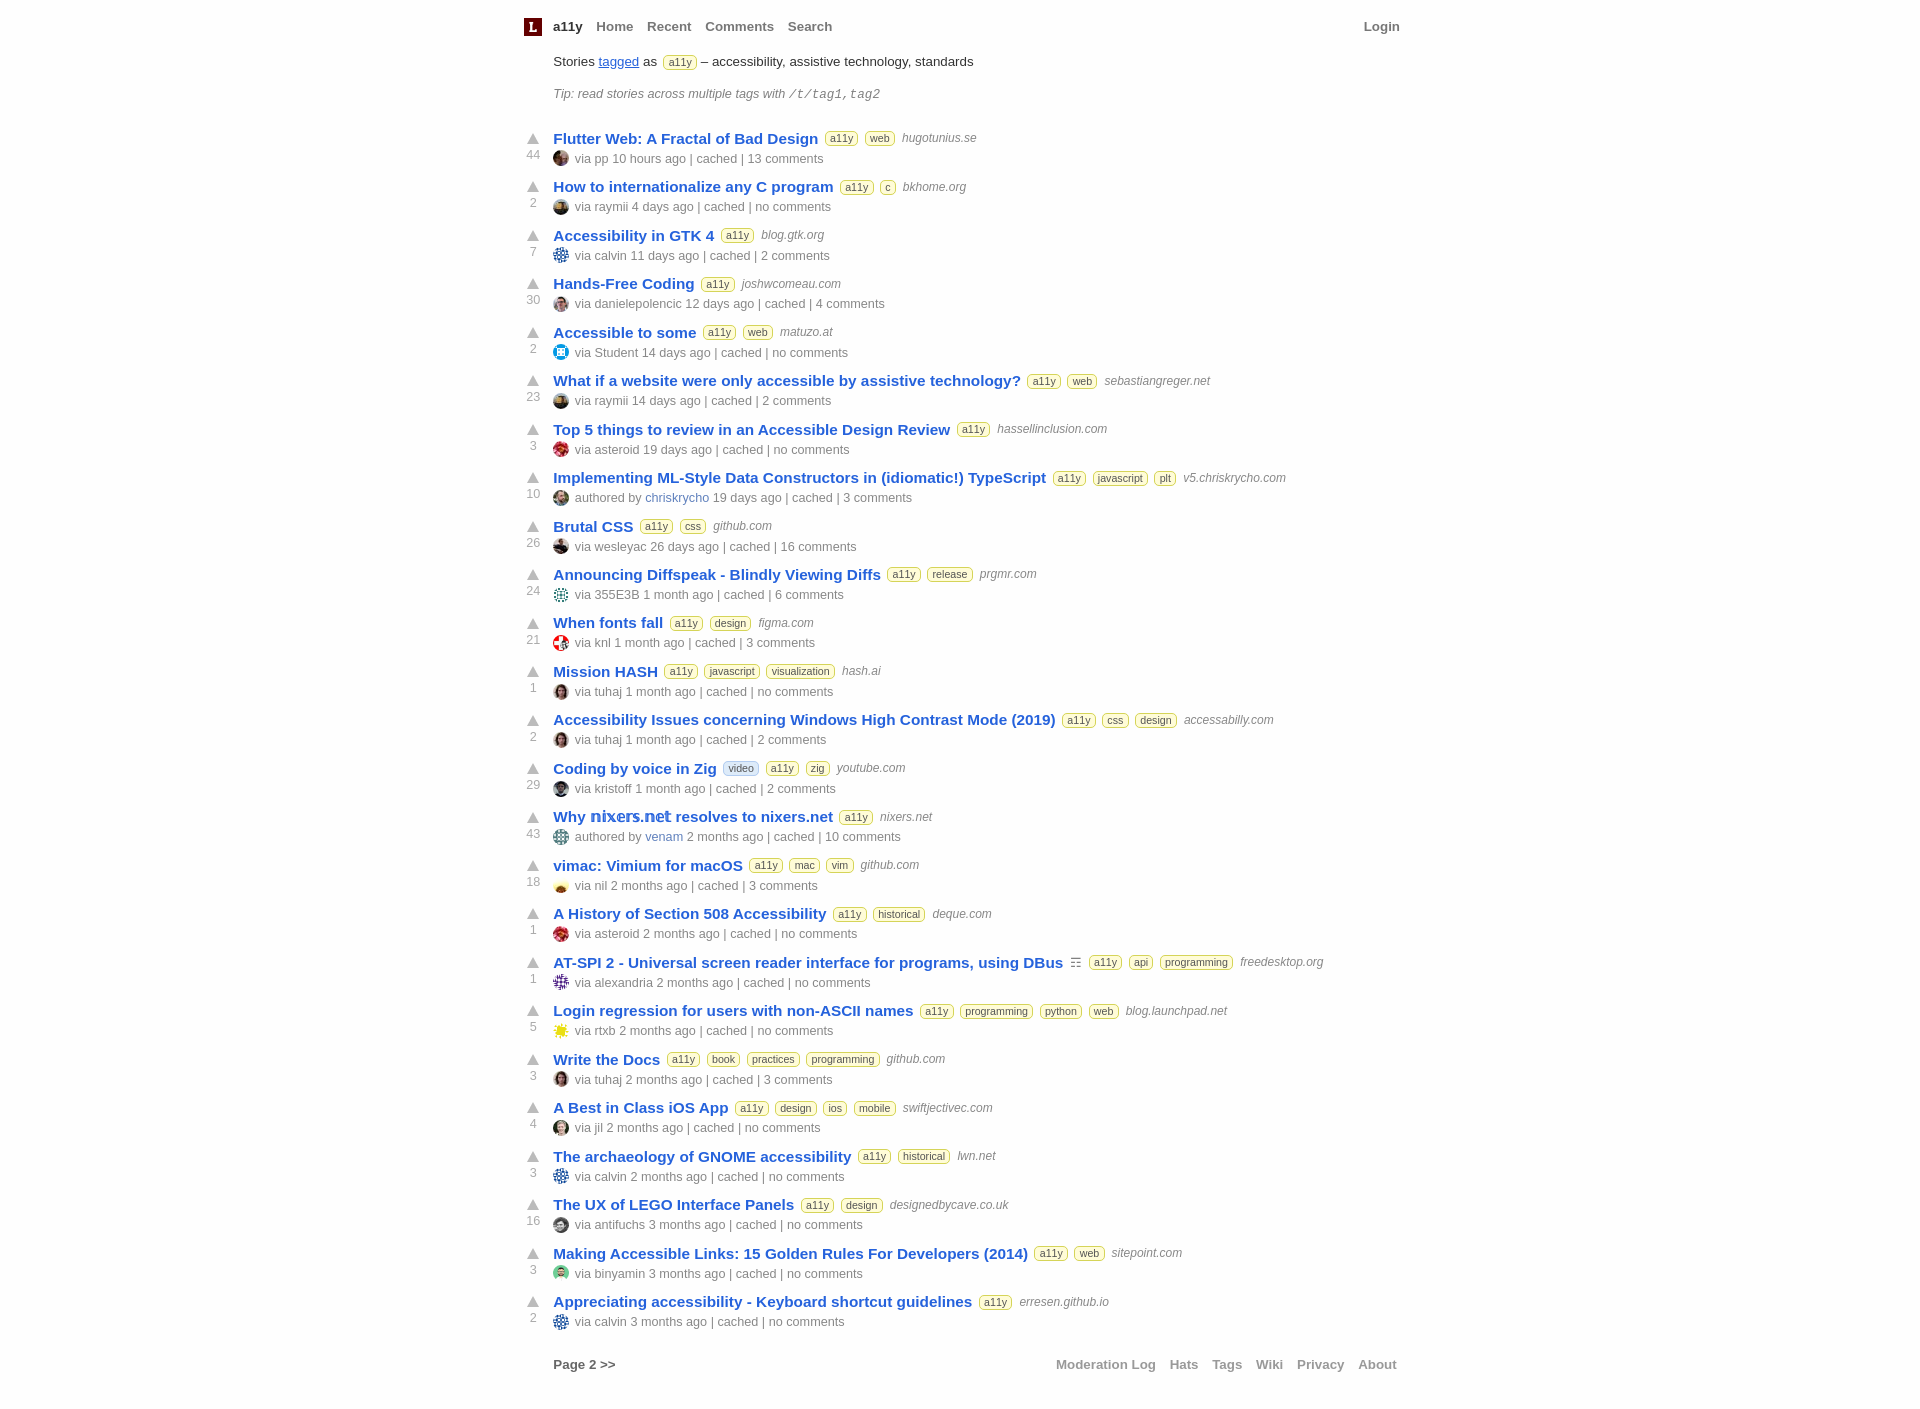 L a11y Home Recent Comments Search Login
Stories tagged as a11y – accessibility, assistive technology, standards
Tip: read stories across multiple tags with /t/tag1,tag2
Flutter Web: A Fractal of Bad Design a11y web hugotunius.se
44 via pp 10 hours ago | cached | 13 comments
How to internationalize any C program a11y c bkhome.org
2 via raymii 4 days ago | cached | no comments
Accessibility in GTK 4 a11y blog.gtk.org
7 via calvin 11 days ago | cached | 2 comments
Hands-Free Coding a11y joshwcomeau.com
30 via danielepolencic 12 days ago | cached | 4 comments
Accessible to some a11y web matuzo.at
2 via Student 14 days ago | cached | no comments
What if a website were only accessible by assistive technology? a11y web sebastiangreger.net
23 via raymii 14 days ago | cached | 2 comments
Top 5 things to review in an Accessible Design Review a11y hassellinclusion.com
3 via asteroid 19 days ago | cached | no comments
Implementing ML-Style Data Constructors in (idiomatic!) TypeScript a11y javascript plt v5.chriskrycho.com
10 authored by chriskrycho 19 days ago | cached | 3 comments
Brutal CSS a11y css github.com
26 via wesleyac 26 days ago | cached | 16 comments
Announcing Diffspeak - Blindly Viewing Diffs a11y release prgmr.com
24 via 355E3B 1 month ago | cached | 6 comments
When fonts fall a11y design figma.com
21 via knl 1 month ago | cached | 3 comments
Mission HASH a11y javascript visualization hash.ai
1 via tuhaj 1 month ago | cached | no comments
Accessibility Issues concerning Windows High Contrast Mode (2019) a11y css design accessabilly.com
2 via tuhaj 1 month ago | cached | 2 comments
Coding by voice in Zig video a11y zig youtube.com
29 via kristoff 1 month ago | cached | 2 comments
Why 𝕟𝕚𝕩𝕖𝕣𝕤.𝕟𝕖𝕥 resolves to nixers.net a11y nixers.net
43 authored by venam 2 months ago | cached | 10 comments
vimac: Vimium for macOS a11y mac vim github.com
18 via nil 2 months ago | cached | 3 comments
A History of Section 508 Accessibility a11y historical deque.com
1 via asteroid 2 months ago | cached | no comments
AT-SPI 2 - Universal screen reader interface for programs, using DBus ☶ a11y api programming freedesktop.org
1 via alexandria 2 months ago | cached | no comments
Login regression for users with non-ASCII names a11y programming python web blog.launchpad.net
5 via rtxb 2 months ago | cached | no comments
Write the Docs a11y book practices programming github.com
3 via tuhaj 2 months ago | cached | 3 comments
A Best in Class iOS App a11y design ios mobile swiftjectivec.com
4 via jil 2 months ago | cached | no comments
The archaeology of GNOME accessibility a11y historical lwn.net
3 via calvin 2 months ago | cached | no comments
The UX of LEGO Interface Panels a11y design designedbycave.co.uk
16 via antifuchs 3 months ago | cached | no comments
Making Accessible Links: 15 Golden Rules For Developers (2014) a11y web sitepoint.com
3 via binyamin 3 months ago | cached | no comments
Appreciating accessibility - Keyboard shortcut guidelines a11y erresen.github.io
2 via calvin 3 months ago | cached | no comments
Page 2 >> Moderation Log Hats Tags Wiki Privacy About